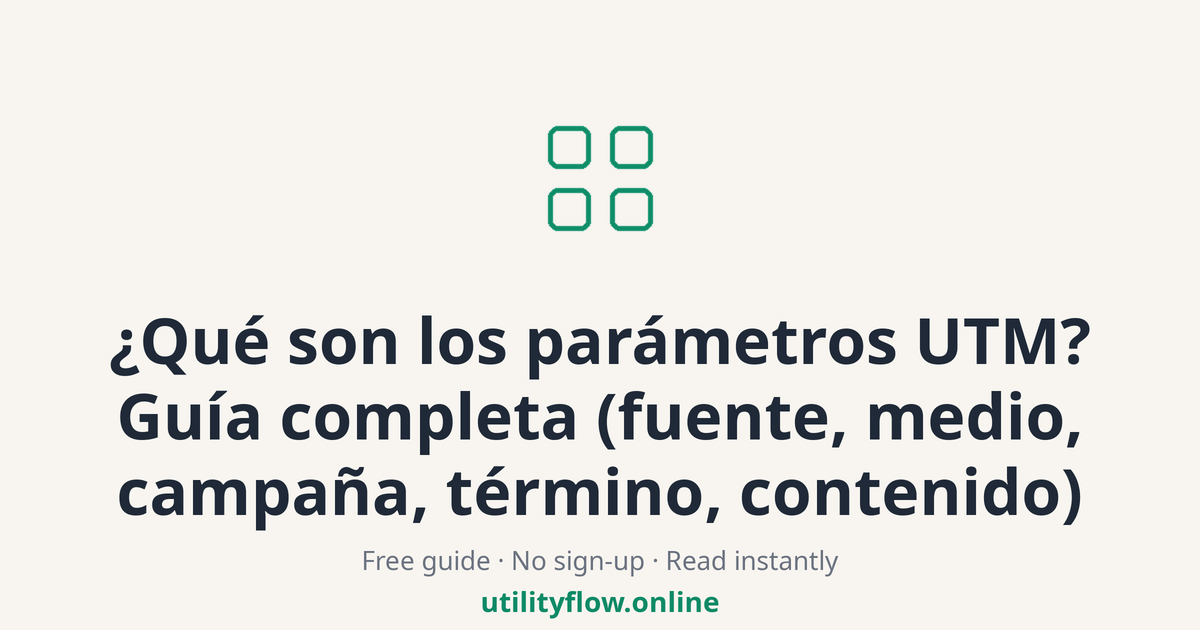 ¿Qué son los parámetros UTM?
Guía completa (fuente, medio,
campaña, término, contenido)
Free guide · No sign-up · Read instantly
utilityflow.online